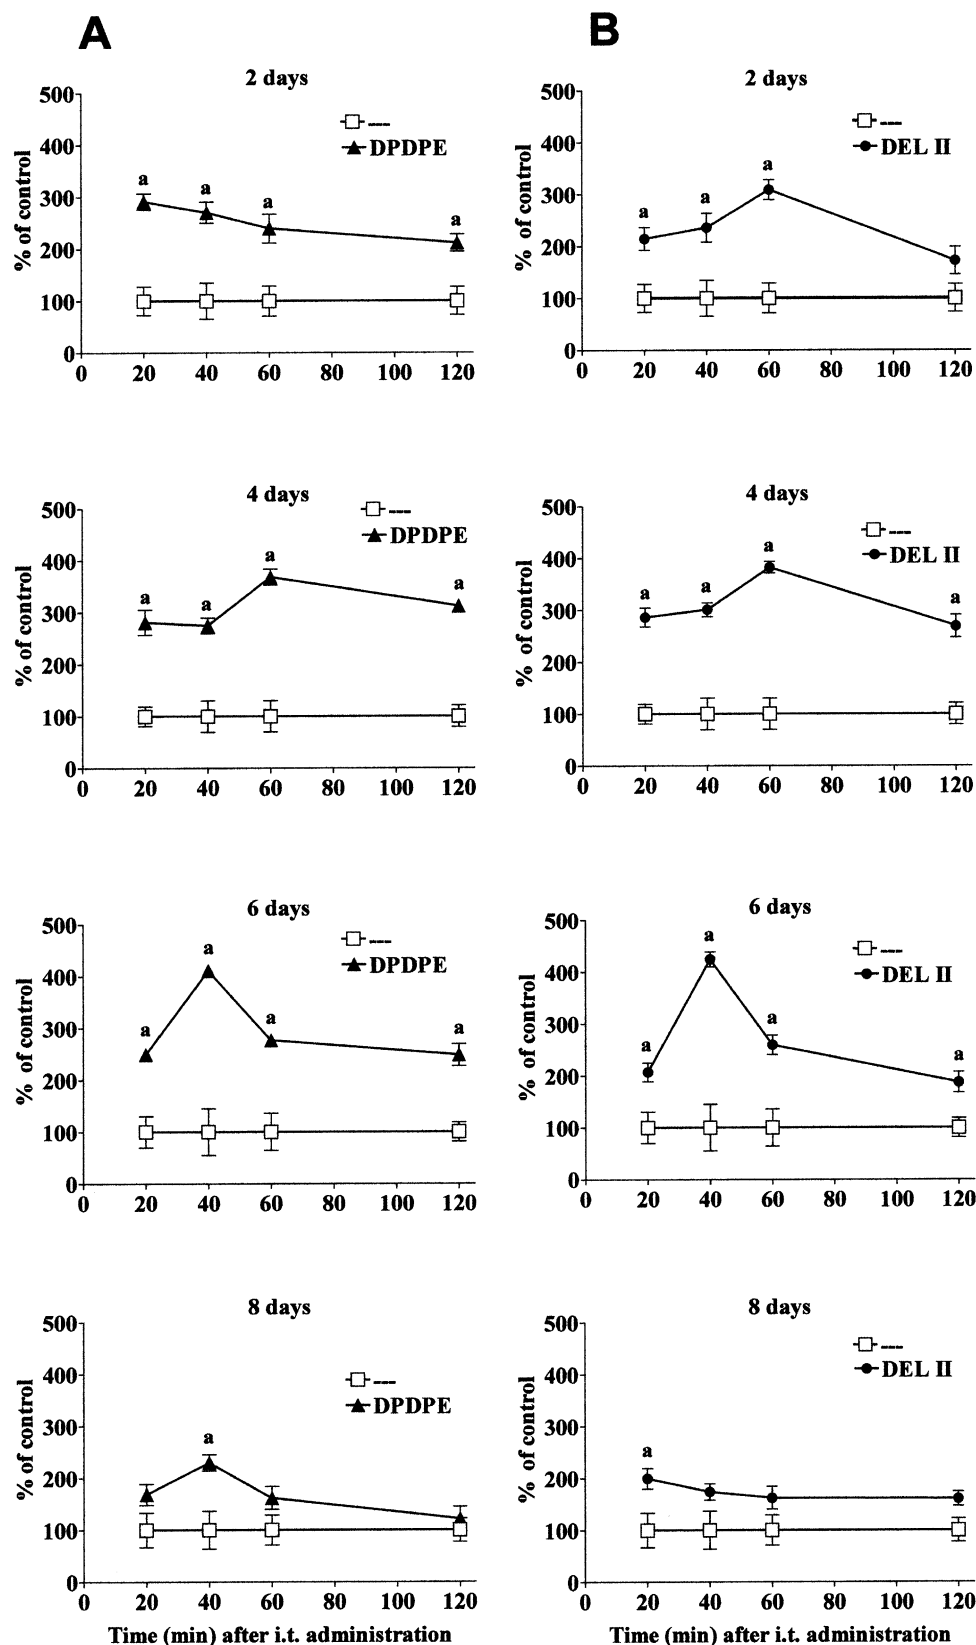 A
B
2 days
500
400
300
200
100
0
% of control
---
DPDPE
a
a
a
a
0 20 40 60 80 100 120
2 days
500
400
300
200
100
0
% of control
---
DEL II
a
a
a
0 20 40 60 80 100 120
4 days
500
400
300
200
100
0
% of control
---
DPDPE
a
a
a
a
0 20 40 60 80 100 120
4 days
500
400
300
200
100
0
% of control
---
DEL II
a
a
a
a
0 20 40 60 80 100 120
6 days
500
400
300
200
100
0
% of control
---
DPDPE
a
a
a
a
0 20 40 60 80 100 120
6 days
500
400
300
200
100
0
% of control
---
DEL II
a
a
a
a
0 20 40 60 80 100 120
8 days
500
400
300
200
100
0
% of control
---
DPDPE
a
0 20 40 60 80 100 120
Time (min) after i.t. administration
8 days
500
400
300
200
100
0
% of control
---
DEL II
a
0 20 40 60 80 100 120
Time (min) after i.t. administration